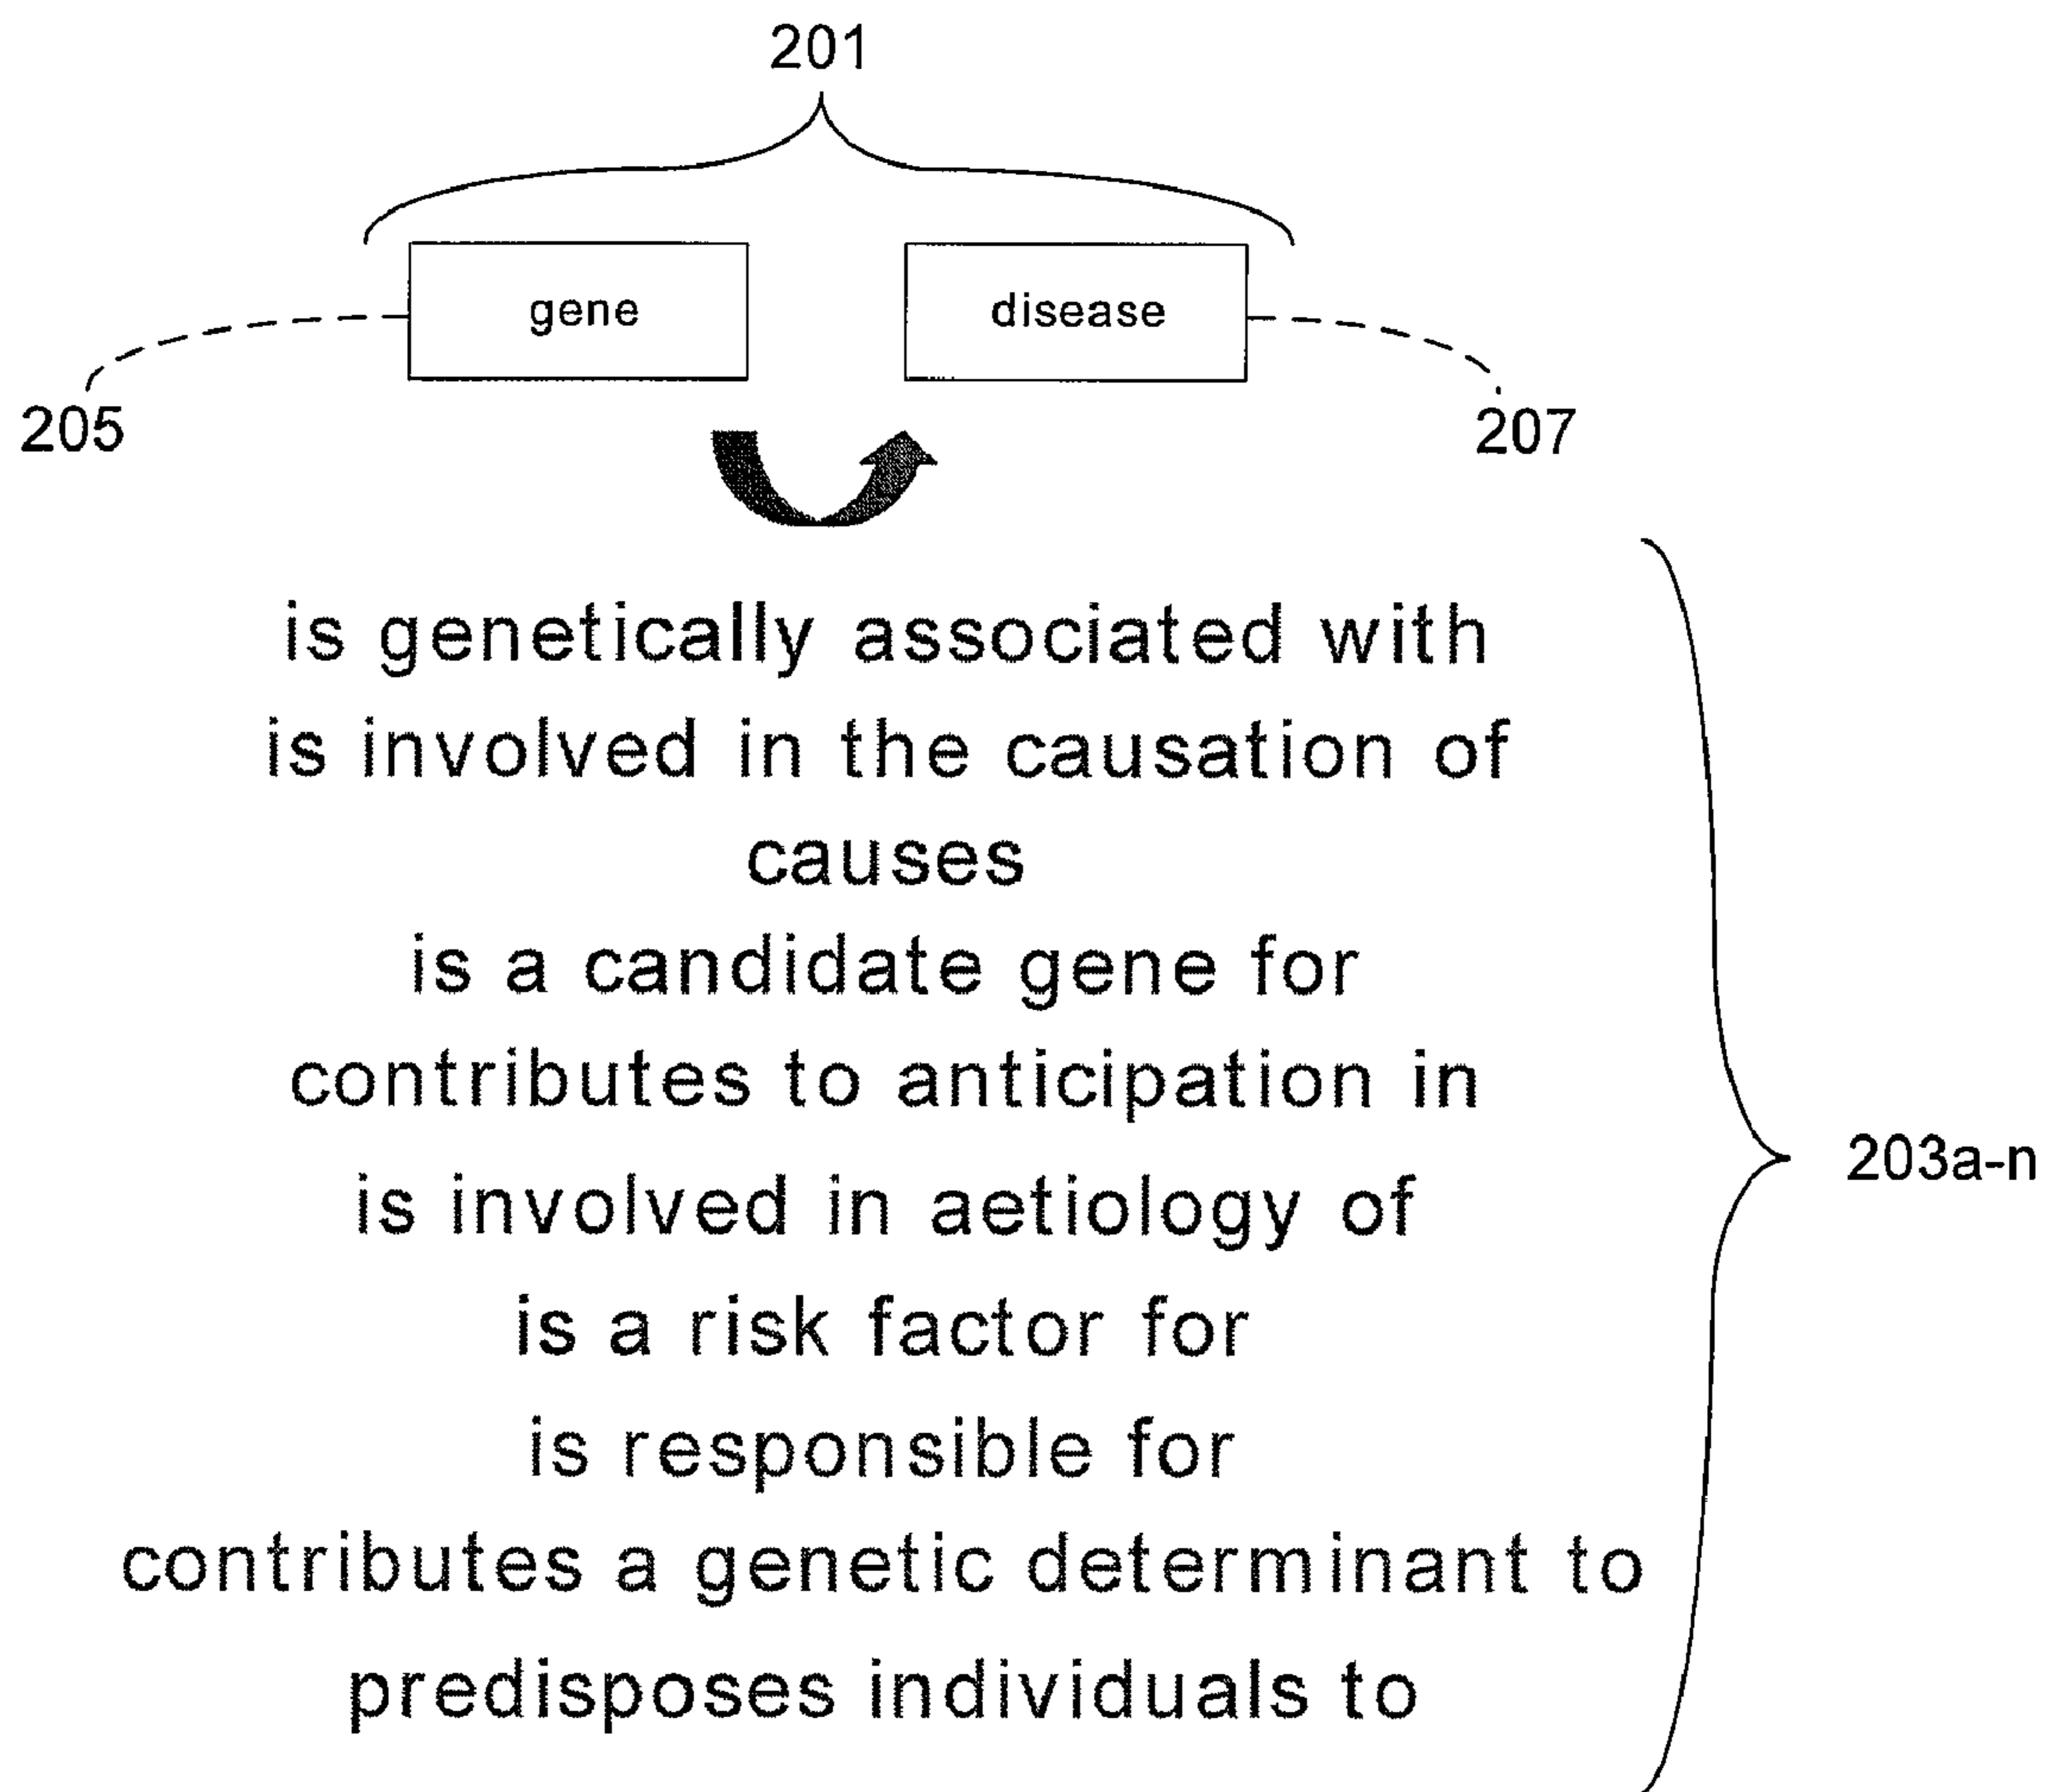 201
gene disease
205 207
is genetically associated with
is involved in the causation of
causes
is a candidate gene for
contributes to anticipation in
is involved in aetiology of
203a-n
is a risk factor for
is responsible for
contributes a genetic determinant to
predisposes individuals to